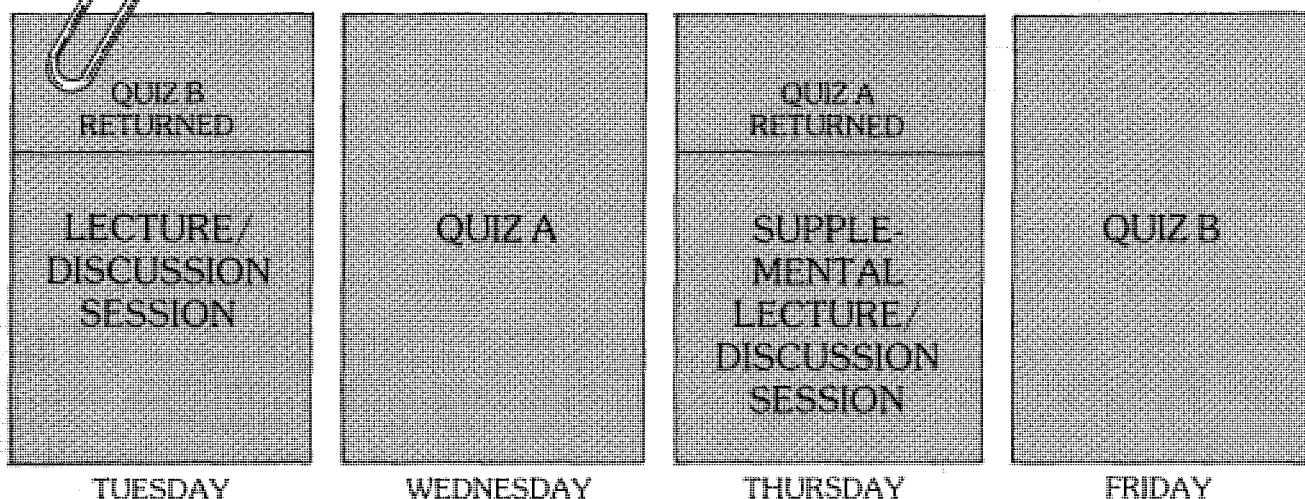 QUIZ B
RETURNED
LECTURE/
DISCUSSION
SESSION
TUESDAY
QUIZ A
WEDNESDAY
QUIZ A
RETURNED
SUPPLE-
MENTAL
LECTURE/
DISCUSSION
SESSION
THURSDAY
QUIZ B
FRIDAY